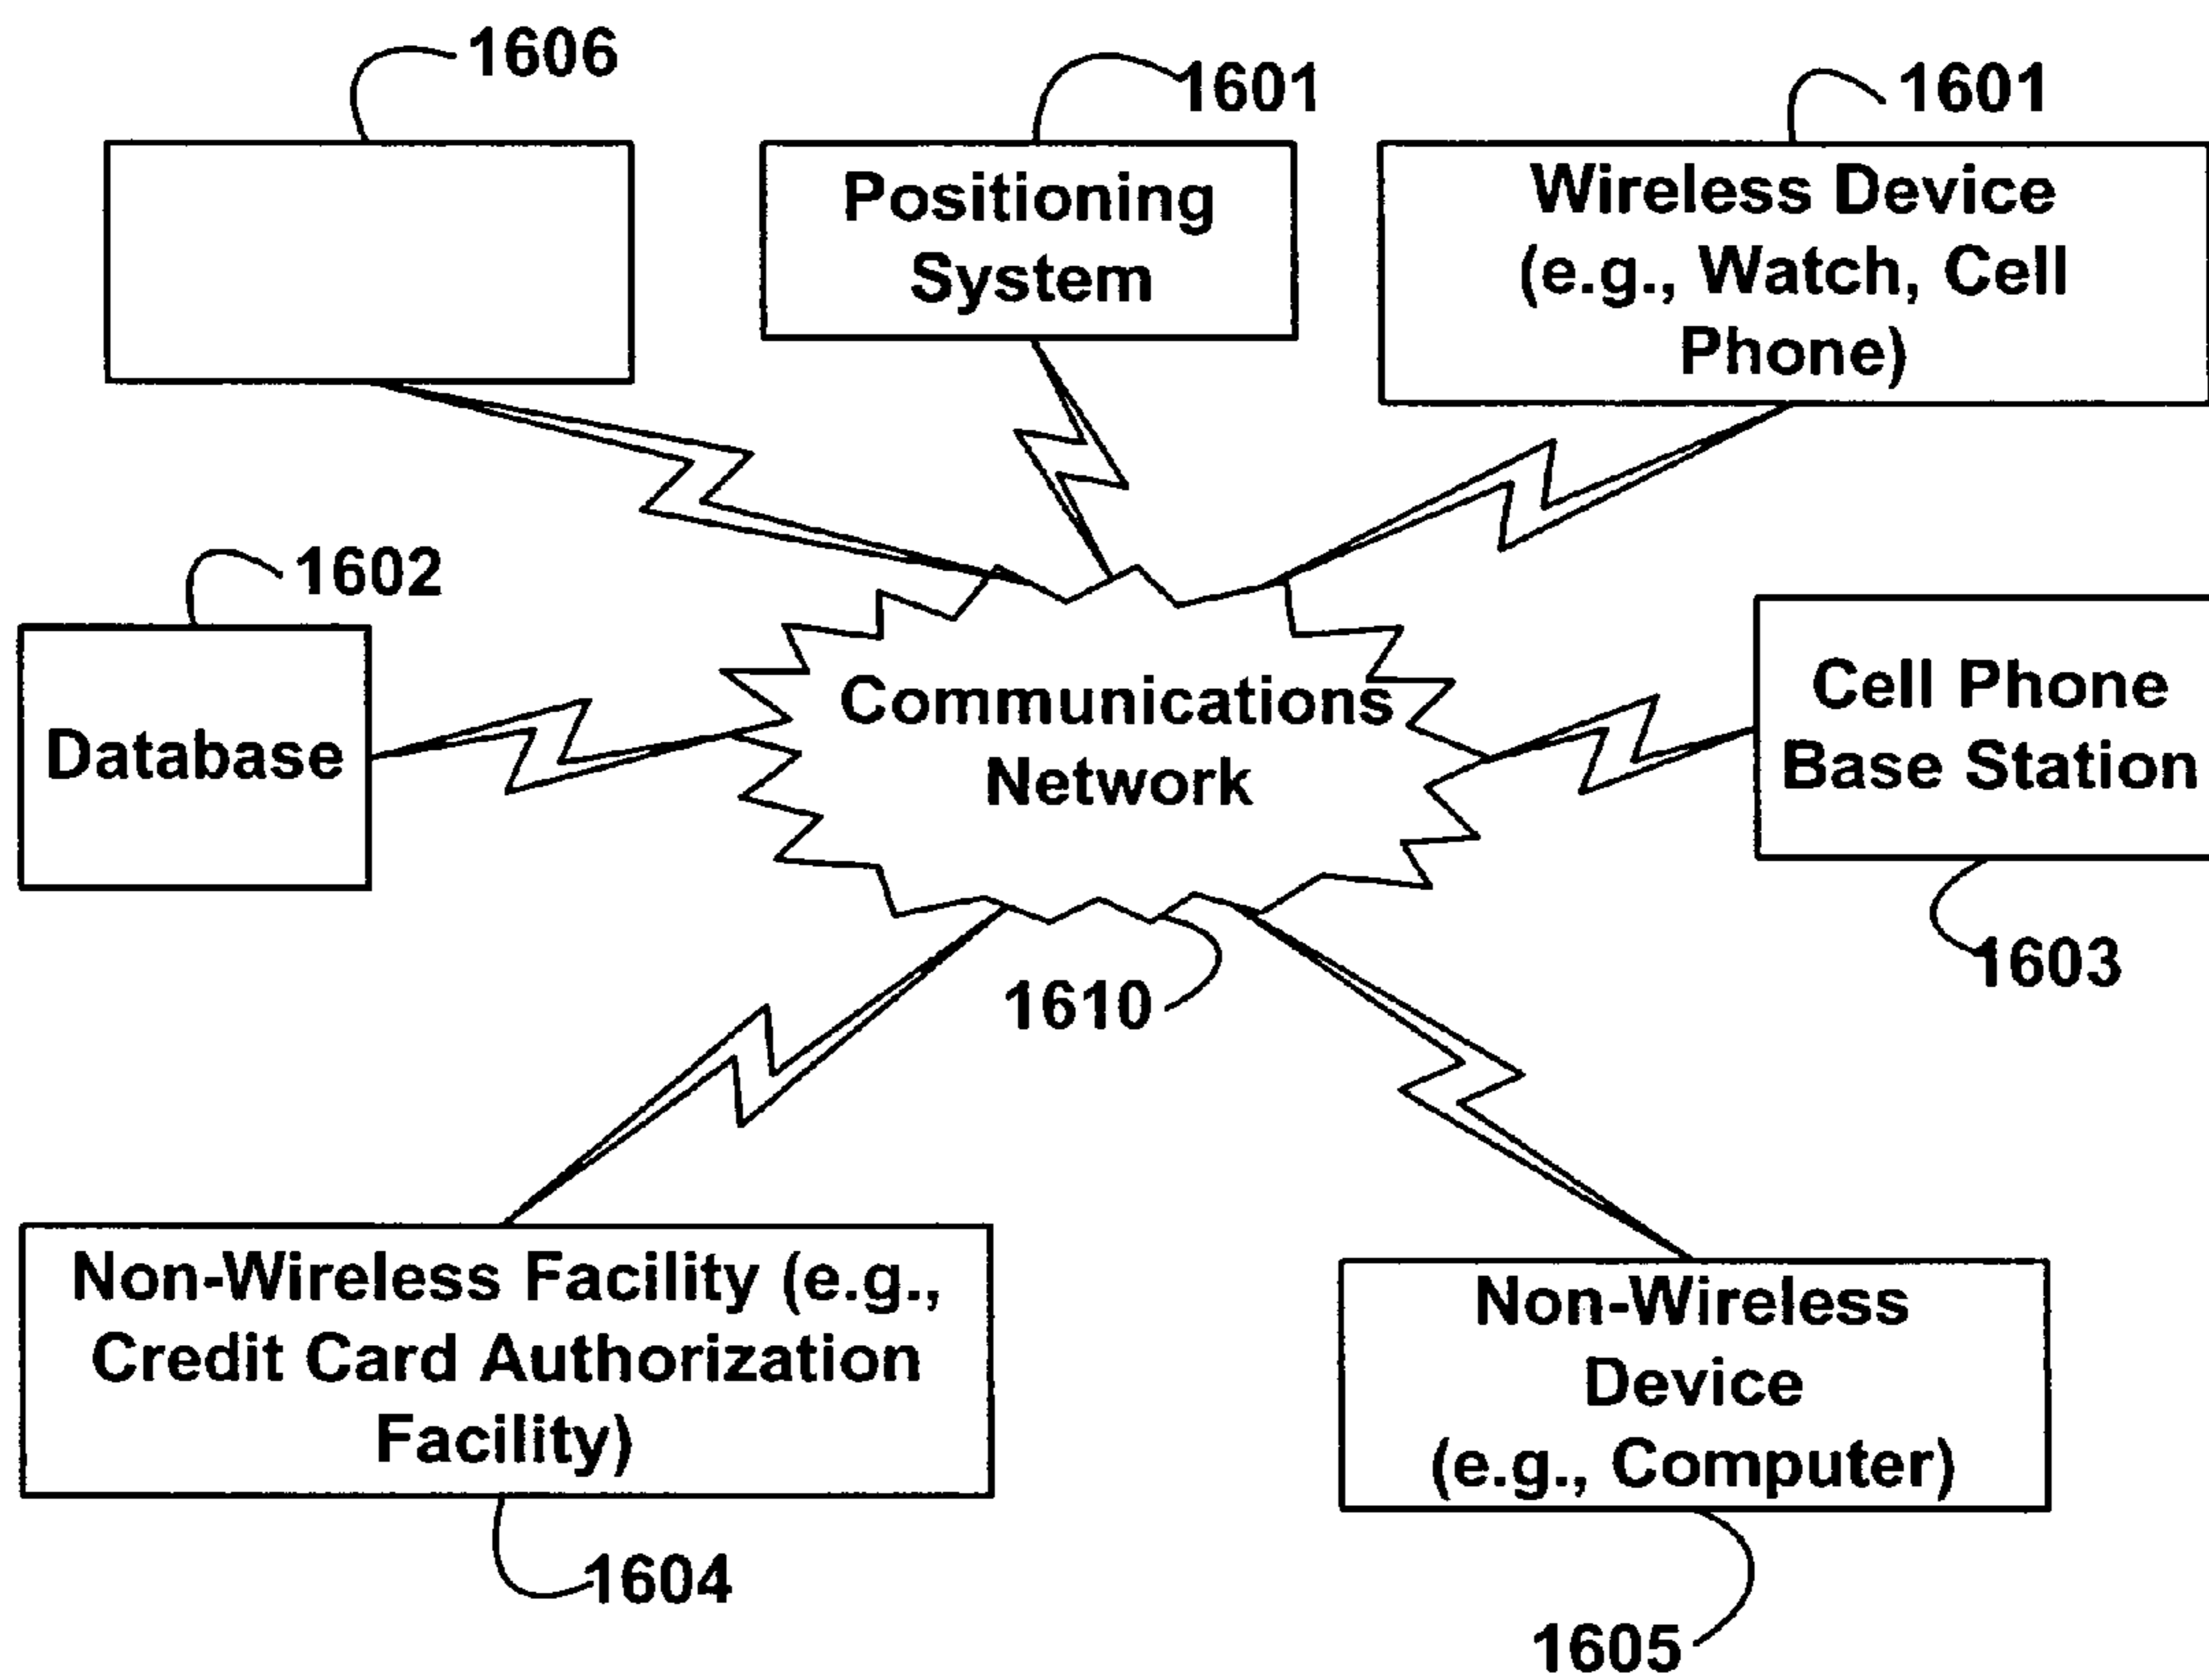 1606
1601
1601
Positioning
System
Wireless Device
(e.g., Watch, Cell
Phone)
1602
Database
Communications
Network
Cell Phone
Base Station
1603
1610
Non-Wireless Facility (e.g.,
Credit Card Authorization
Facility)
1604
Non-Wireless
Device
(e.g., Computer)
1605